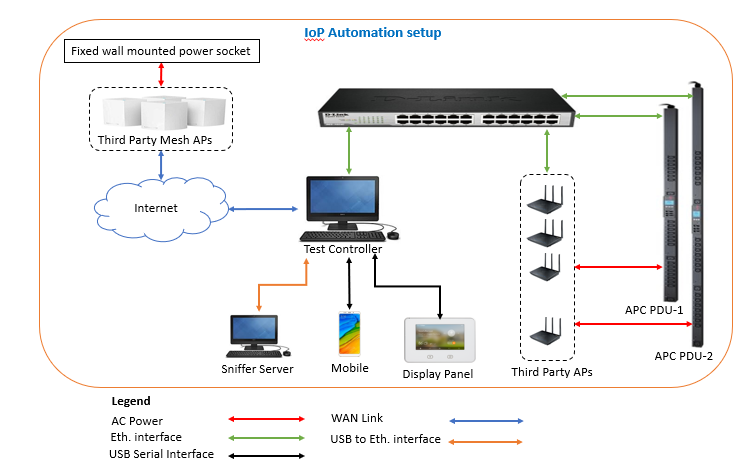 IoP Automation setup
Fixed wall mounted power socket
D-Link
Third Party Mesh APs
Internet
Test Controller
APC PDU-1
APC PDU-2
Sniffer Server
Mobile
Display Panel
Third Party APs
Legend
AC Power
WAN Link
Eth. interface
USB to Eth. interface
USB Serial Interface